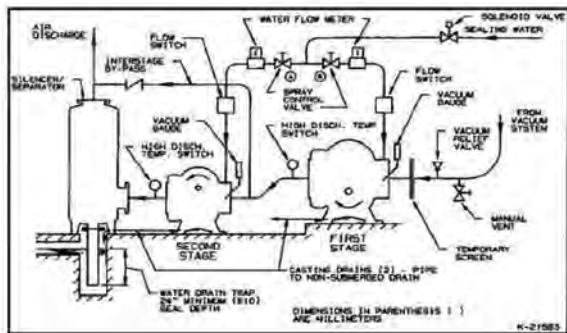 AIR
DISCHARGE
FLOW
SWITCH
WATER FLOW METER
SOLENOID VALVE
SEALING WATER
INTERSTAGE
BY-PASS
SILENCER/
SEPARATOR
SPRAY
CONTROL
VALVE
FLOW
SWITCH
VACUUM
GAUGE
HIGH DISCH.
TEMP. SWITCH
HIGH DISCH. TEMP.
SWITCH
VACUUM
GAUGE
FROM
VACUUM
SYSTEM
VACUUM
RELIEF
VALVE
MANUAL
VENT
TEMPORARY
SCREEN
SECOND
STAGE
FIRST
STAGE
CASTING DRAINS (2) - PIPE
TO NON-SUBMERGED DRAIN
WATER DRAIN TRAP
24" MINIMUM (610)
SEAL DEPTH
DIMENSIONS IN PARENTHESIS ( )
ARE MILLIMETERS
K-21583